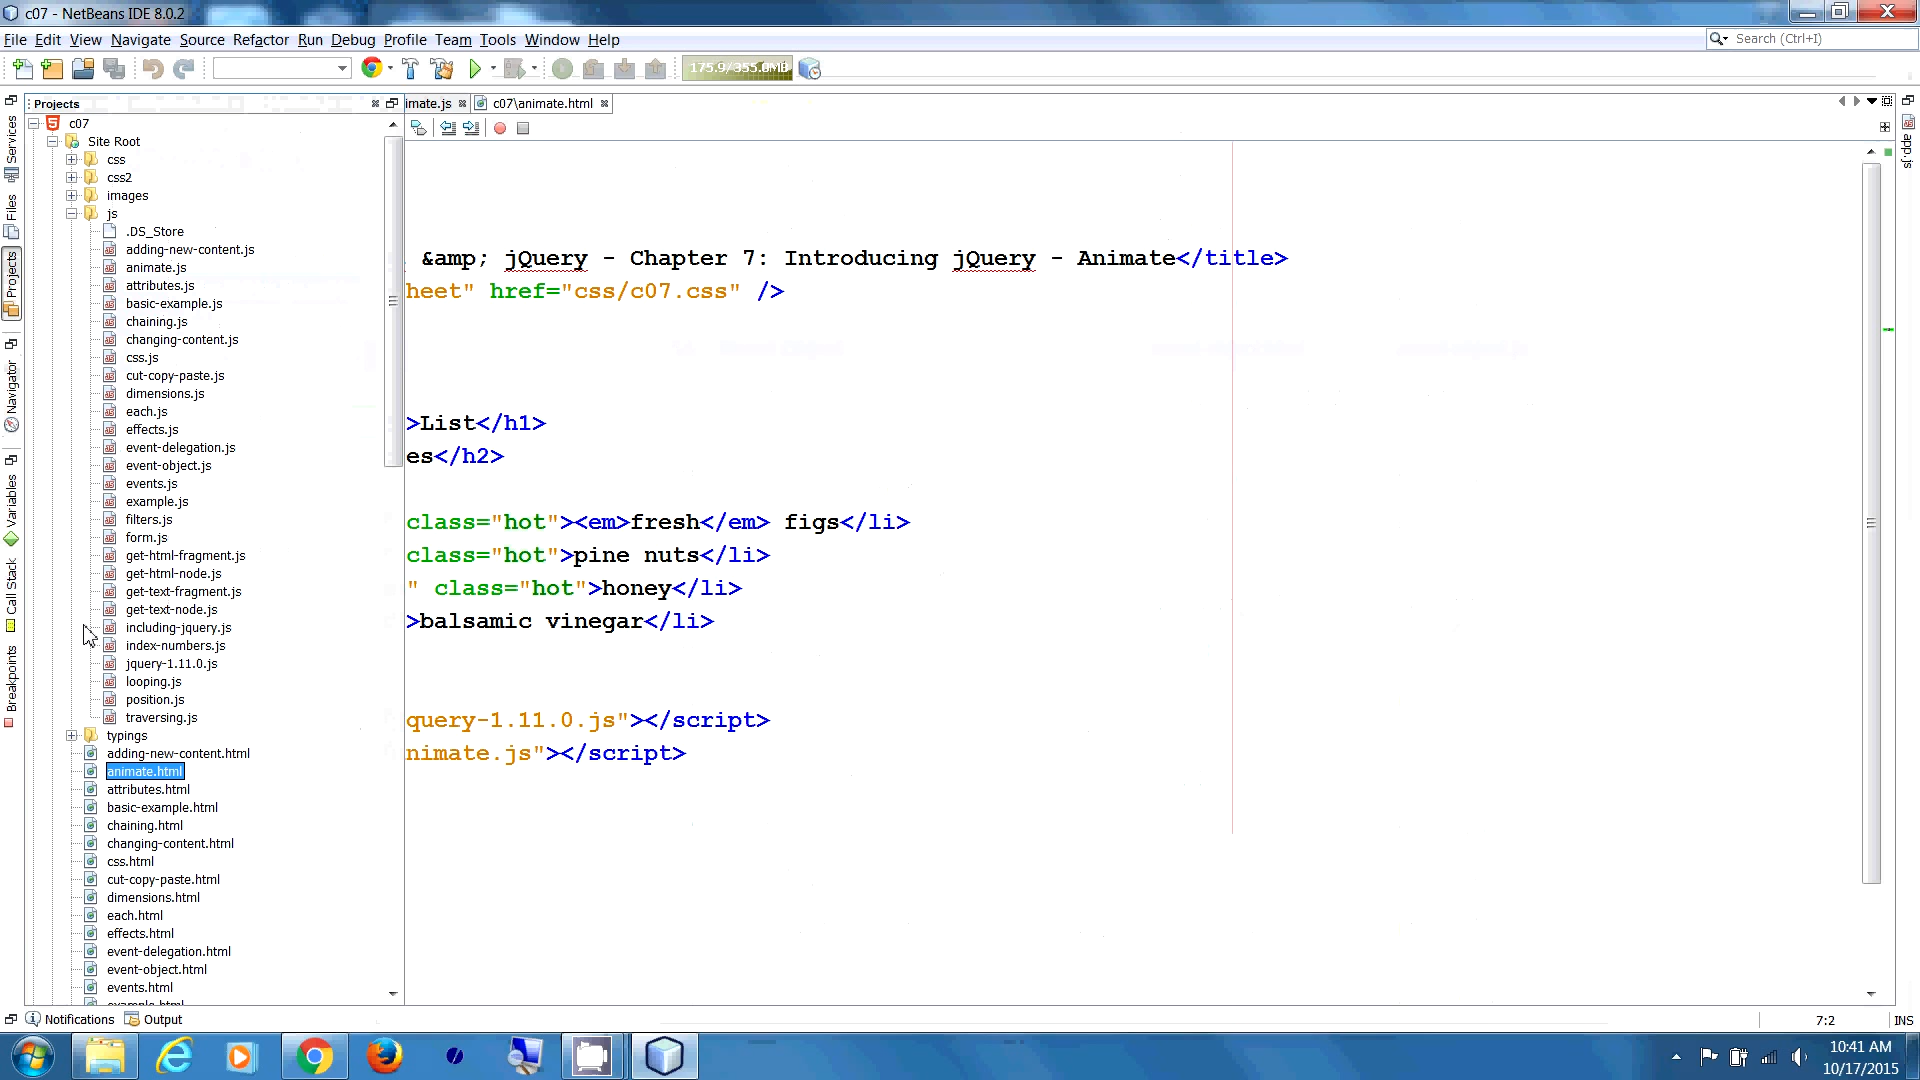 c07 - NetBeans IDE 8.0.2
File Edit View Navigate Source Refactor Run Debug Profile Team Tools Window Help
Search (Ctrl+I)
175.9/355.0MB
Projects
imate.js
c07\animate.html
Services
Files
Projects
Navigator
Variables
Call Stack
Breakpoints
app.js
c07
Site Root
css
css2
images
js
.DS_Store
adding-new-content.js
animate.js
attributes.js
basic-example.js
chaining.js
changing-content.js
css.js
cut-copy-paste.js
dimensions.js
each.js
effects.js
event-delegation.js
event-object.js
events.js
example.js
filters.js
form.js
get-html-fragment.js
get-html-node.js
get-text-fragment.js
get-text-node.js
including-jquery.js
index-numbers.js
jquery-1.11.0.js
looping.js
position.js
traversing.js
typings
adding-new-content.html
animate.html
attributes.html
basic-example.html
chaining.html
changing-content.html
css.html
cut-copy-paste.html
dimensions.html
each.html
effects.html
event-delegation.html
event-object.html
events.html
example.html
&amp; jQuery - Chapter 7: Introducing jQuery - Animate</title>
heet" href="css/c07.css" />
>List</h1>
es</h2>
class="hot"><em>fresh</em> figs</li>
class="hot">pine nuts</li>
" class="hot">honey</li>
>balsamic vinegar</li>
query-1.11.0.js"></script>
nimate.js"></script>
Notifications Output
7:2 INS
10:41 AM
10/17/2015